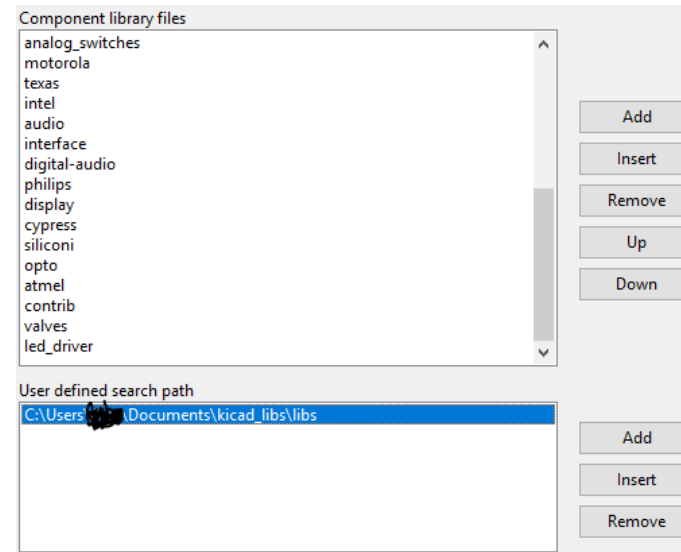 Component library files
analog_switches
motorola
texas
intel
audio
interface
digital-audio
philips
display
cypress
siliconi
opto
atmel
contrib
valves
led_driver
Add
Insert
Remove
Up
Down
User defined search path
C:\Users\ \Documents\kicad_libs\libs
Add
Insert
Remove